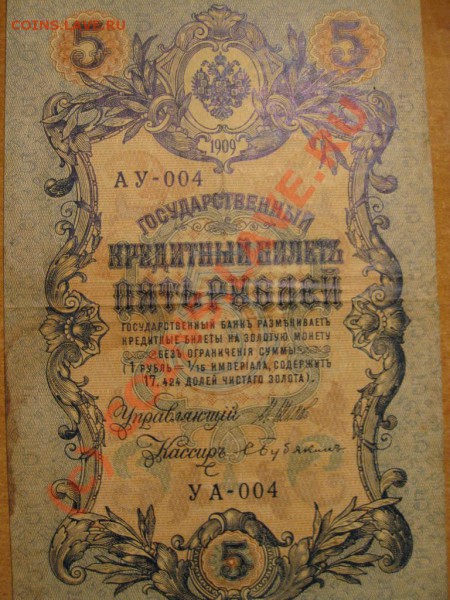 COINS.LAVE.RU
5 5
1909
АУ-004
ГОСУДАРСТВЕННЫЙ
КРЕДИТНЫЙ БИЛЕТЪ
ПЯТЬ РУБЛЕЙ
ГОСУДАРСТВЕННЫЙ БАНКЪ РАЗМѢНИВАЕТЪ
КРЕДИТНЫЕ БИЛЕТЫ НА ЗОЛОТУЮ МОНЕТУ
БЕЗЪ ОГРАНИЧЕНІЯ СУММЫ
(1 РУБЛЬ = 1/15 ИМПЕРІАЛА, СОДЕРЖИТЪ
17,424 ДОЛЕЙ ЧИСТАГО ЗОЛОТА).
Управляющій
Кассиръ
УА-004
5